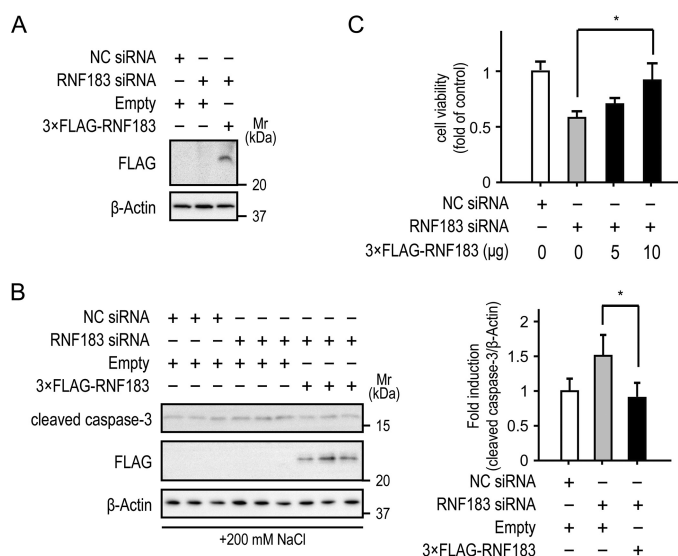 A
NC siRNA + – –
RNF183 siRNA – + +
Empty + + –
3×FLAG-RNF183 – – +
Mr
(kDa)
FLAG
20
β-Actin
37
B
NC siRNA + + + – – – – – –
RNF183 siRNA – – – + + + + + +
Empty + + + + + + – – –
3×FLAG-RNF183 – – – – – – + + +
Mr
(kDa)
cleaved caspase-3
15
FLAG
20
β-Actin
37
+200 mM NaCl
Fold induction
(cleaved caspase-3/β-Actin)
2
1.5
1
0.5
0
*
NC siRNA + – –
RNF183 siRNA – + +
Empty + + –
3×FLAG-RNF183 – – +
C
cell viability
(fold of control)
1
0.5
0
*
NC siRNA + – – –
RNF183 siRNA – + + +
3×FLAG-RNF183 (μg) 0 0 5 10